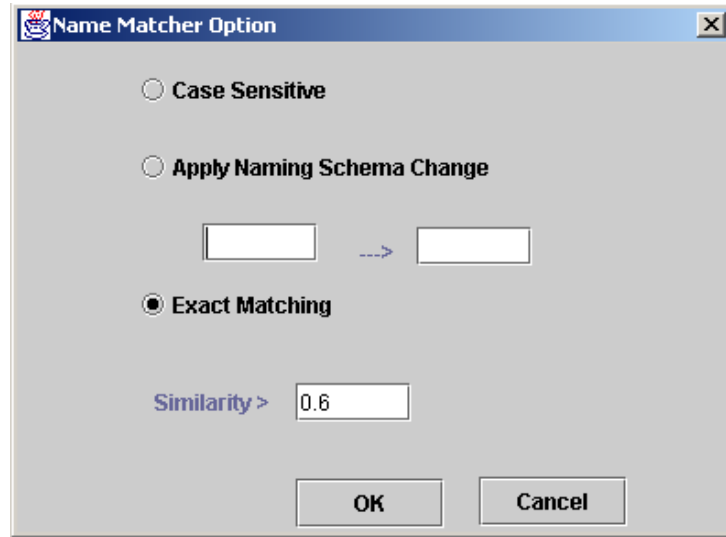 Name Matcher Option
Case Sensitive
Apply Naming Schema Change
--->
Exact Matching
Similarity > 0.6
OK Cancel